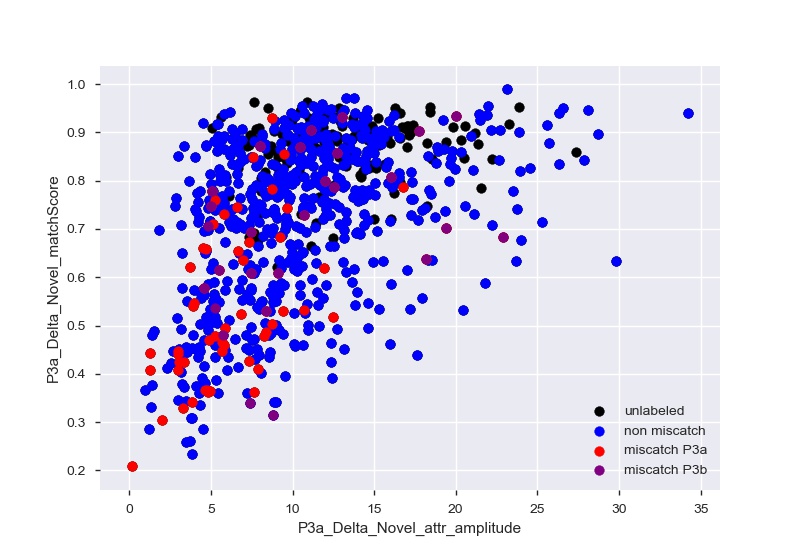 1.0
0.9
0.8
0.7
0.6
0.5
0.4
0.3
0.2
P3a_Delta_Novel_matchScore
unlabeled
non miscatch
miscatch P3a
miscatch P3b
0 5 10 15 20 25 30 35
P3a_Delta_Novel_attr_amplitude